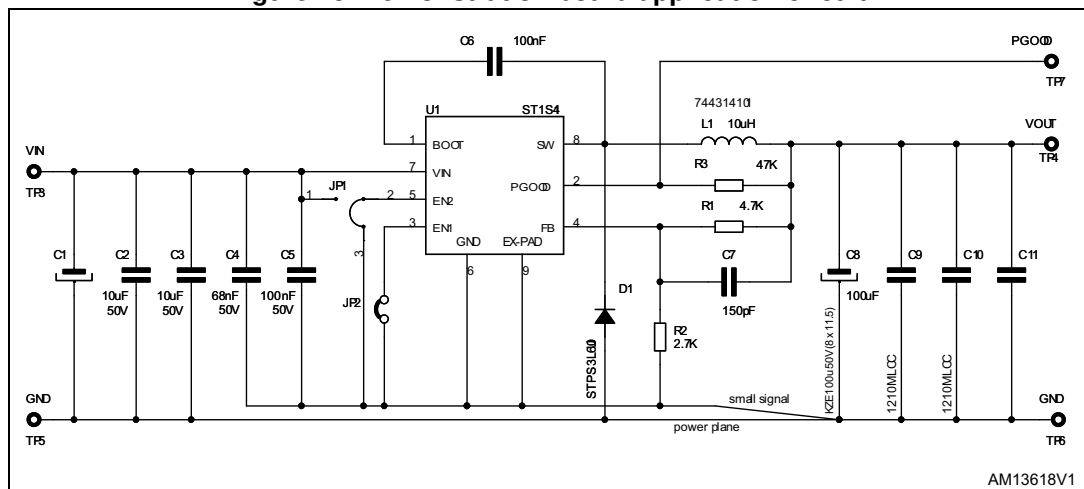 C6
100nF
PGOOD
TP7
U1
ST1S4
74431401
L1
10uH
VOUT
TP4
VIN
TP3
1
BOOT
SW
8
7
VIN
R3
47K
JP1
1
2
5
EN2
PGOOD
2
R1
4.7K
3
EN1
FB
4
3
GND
EX-PAD
6
9
C1
C2
10uF
50V
C3
10uF
50V
C4
68nF
50V
C5
100nF
50V
JP2
C7
150pF
D1
STPS3L60
R2
2.7K
C8
100uF
KZE100u50V(8x11.5)
C9
1210MLCC
C10
1210MLCC
C11
small signal
power plane
GND
TP5
GND
TP6
AM13618V1